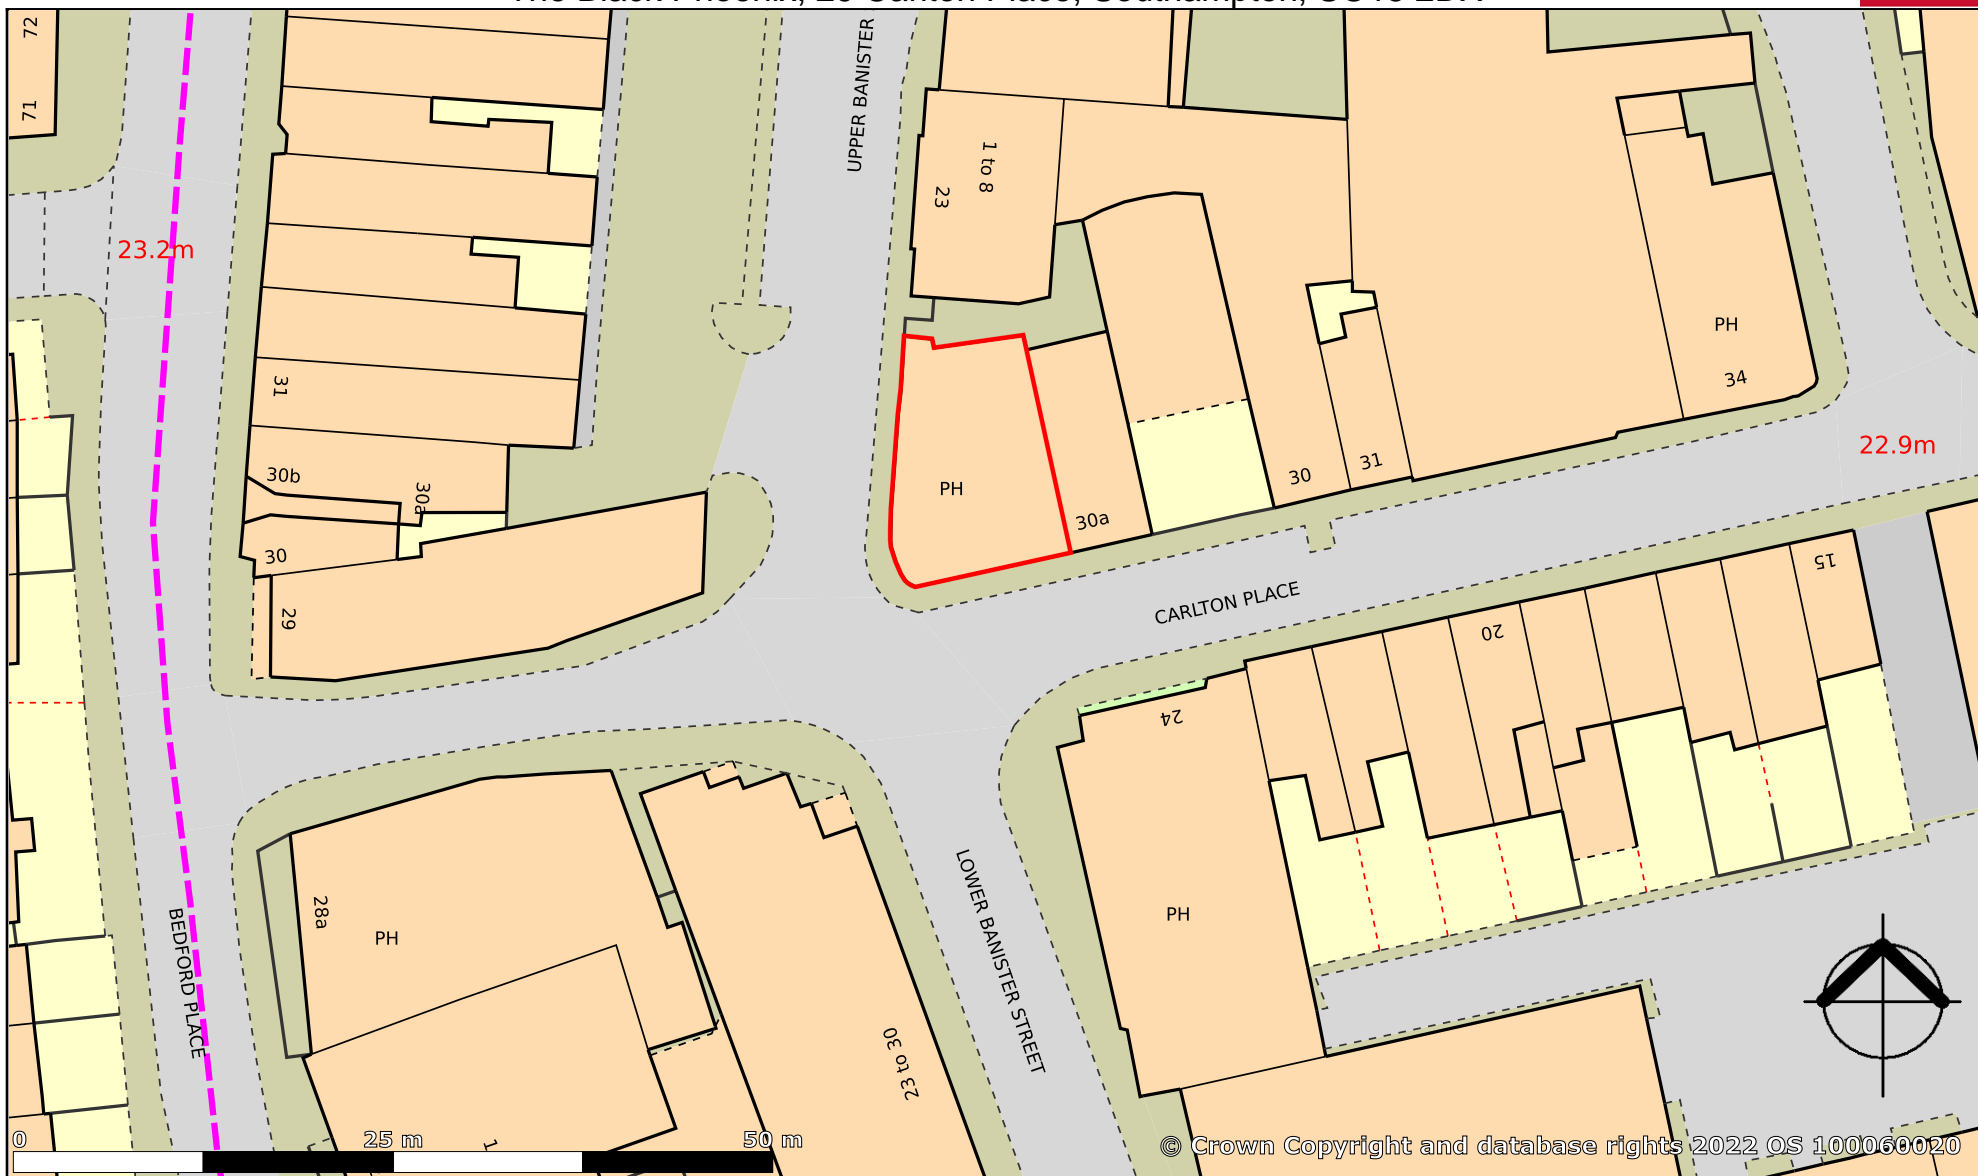 72
71
UPPER BANISTER
1 to 8
23
23.2m
31
PH
34
22.9m
30b
30a
PH
30
31
30a
30
29
CARLTON PLACE
15
20
24
28a
PH
PH
LOWER BANISTER STREET
BEDFORD PLACE
23 to 30
1
0
25 m
50 m
© Crown Copyright and database rights 2022 OS 100060020